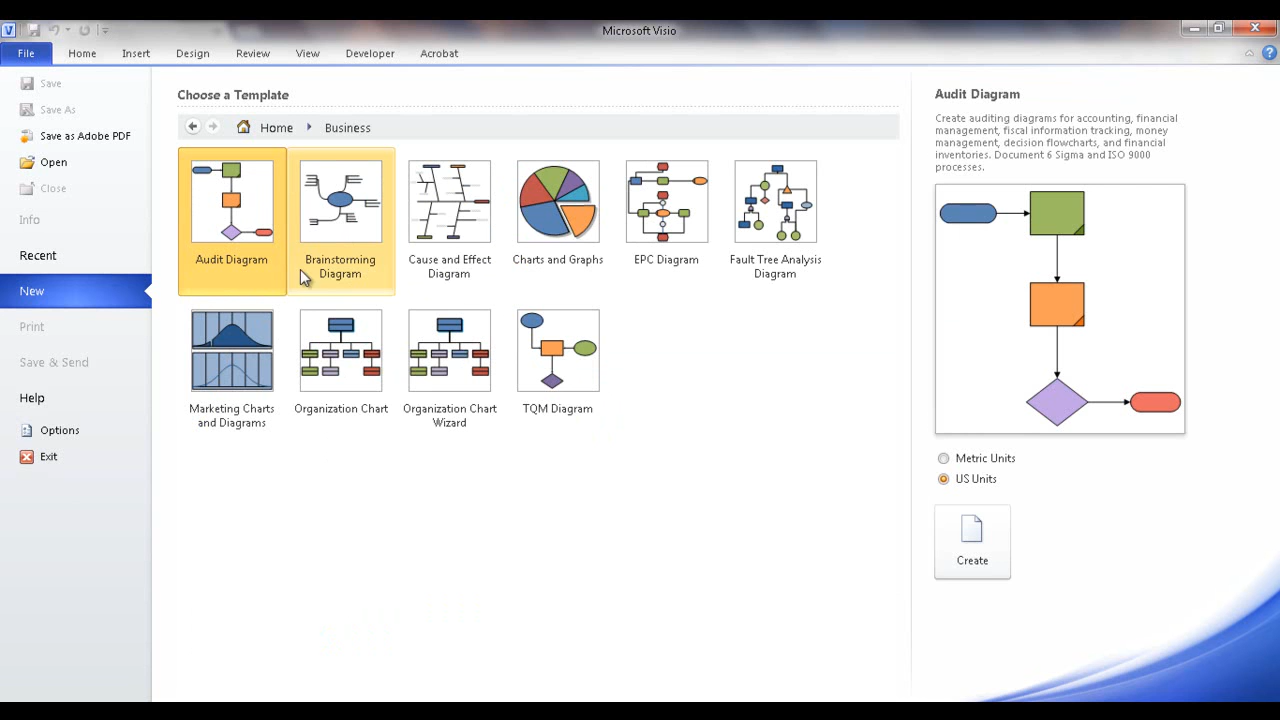 Microsoft Visio
File Home Insert Design Review View Developer Acrobat
Save
Save As
Save as Adobe PDF
Open
Close
Info
Recent
New
Print
Save & Send
Help
Options
Exit
Choose a Template
Home Business
Audit Diagram
Brainstorming
Diagram
Cause and Effect
Diagram
Charts and Graphs
EPC Diagram
Fault Tree Analysis
Diagram
Marketing Charts
and Diagrams
Organization Chart
Organization Chart
Wizard
TQM Diagram
Audit Diagram
Create auditing diagrams for accounting, financial
management, fiscal information tracking, money
management, decision flowcharts, and financial
inventories. Document 6 Sigma and ISO 9000
processes.
Metric Units
US Units
Create